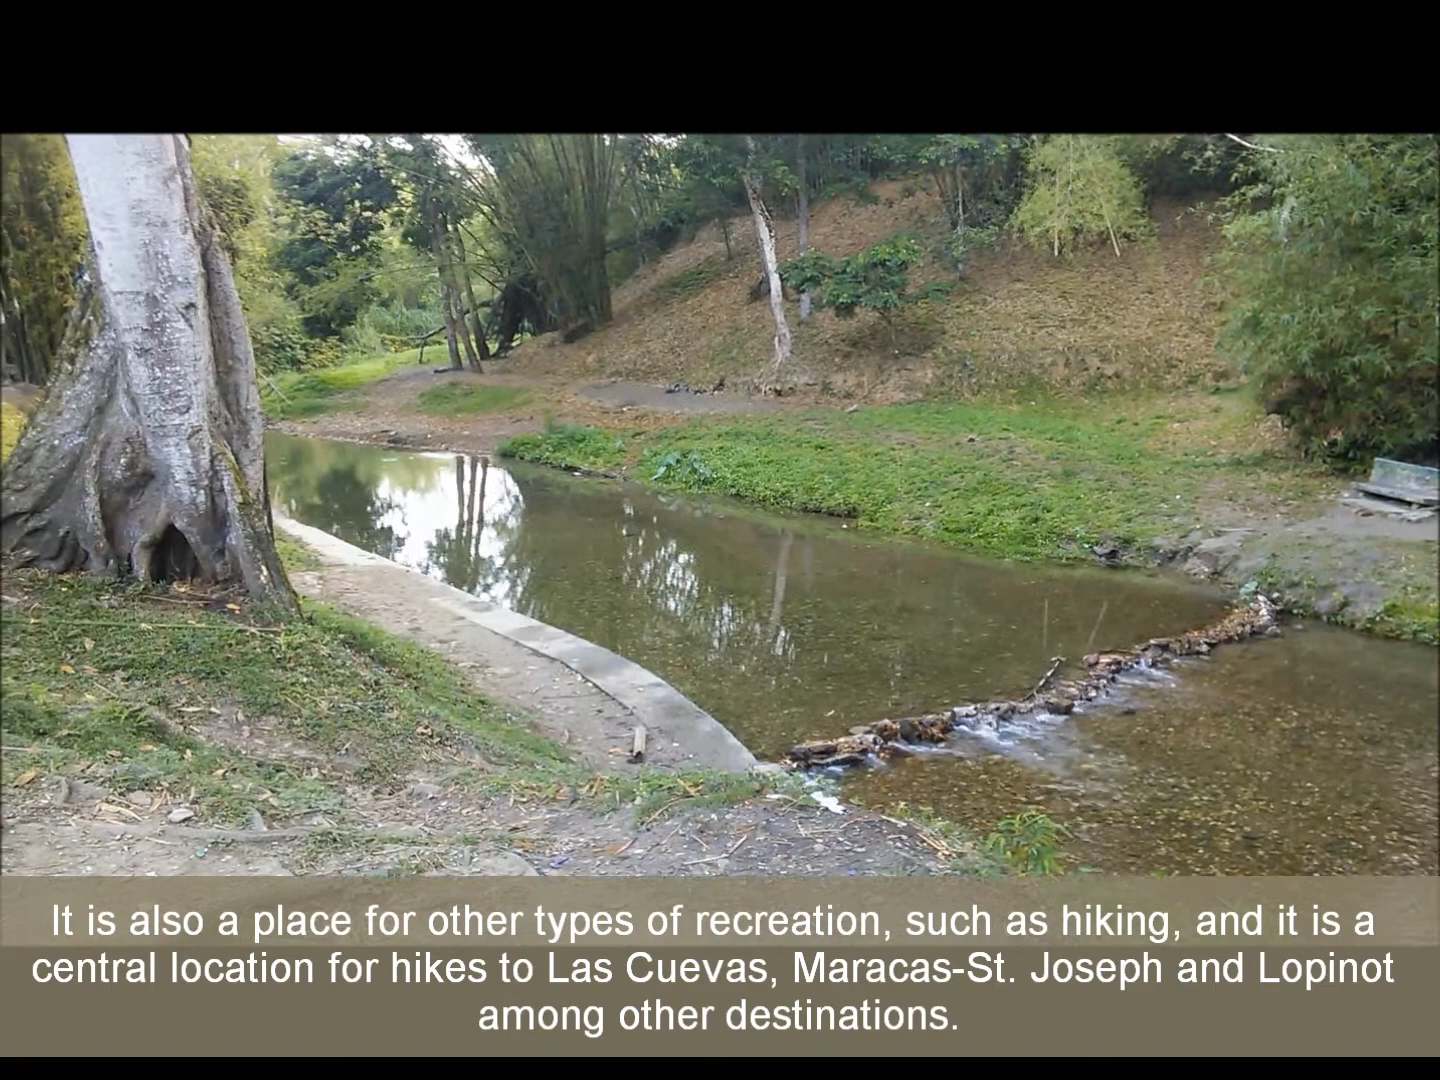 It is also a place for other types of recreation, such as hiking, and it is a
central location for hikes to Las Cuevas, Maracas-St. Joseph and Lopinot
among other destinations.